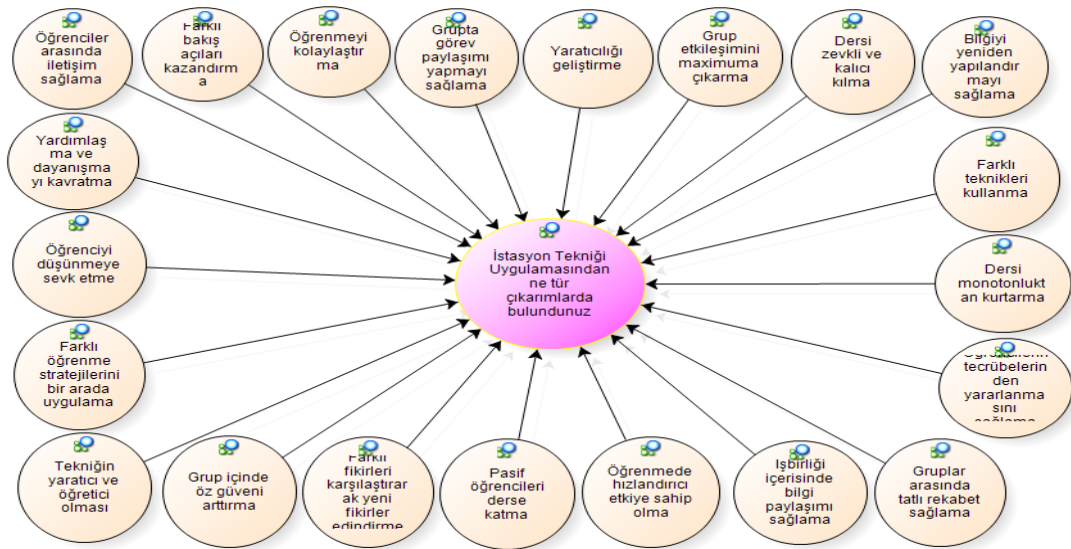 Öğrenciler
arasında
iletişim
sağlama
Farklı
bakış
açıları
kazandırm
a
Öğrenmeyi
kolaylaştır
ma
Grupta
görev
paylaşımı
yapmayı
sağlama
Yaratıcılığı
geliştirme
Grup
etkileşimini
maximuma
çıkarma
Dersi
zevkli ve
kalıcı
kılma
Bilgiyi
yeniden
yapılandır
mayı
sağlama
Yardımlaş
ma ve
dayanışma
yı kavratma
Farklı
teknikleri
kullanma
Öğrenciyi
düşünmeye
sevk etme
İstasyon Tekniği
Uygulamasından
ne tür
çıkarımlarda
bulundunuz
Dersi
monotonlukt
an kurtarma
Farklı
öğrenme
stratejilerini
bir arada
uygulama
tecrübelerin
den
yararlanma
sını
sağlama
Tekniğin
yaratıcı ve
öğretici
olması
Grup içinde
öz güveni
arttırma
Farklı
fikirleri
karşılaştırar
ak yeni
fikirler
edindirme
Pasif
öğrencileri
derse
katma
Öğrenmede
hızlandırıcı
etkiye sahip
olma
İşbirliği
içerisinde
bilgi
paylaşımı
sağlama
Gruplar
arasında
tatlı rekabet
sağlama